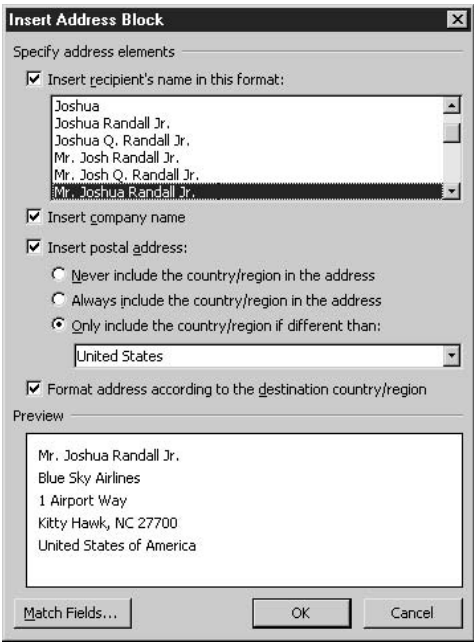 Insert Address Block
Specify address elements
Insert recipient's name in this format:
Joshua
Joshua Randall Jr.
Joshua Q. Randall Jr.
Mr. Josh Randall Jr.
Mr. Josh Q. Randall Jr.
Mr. Joshua Randall Jr.
Insert company name
Insert postal address:
Never include the country/region in the address
Always include the country/region in the address
Only include the country/region if different than:
United States
Format address according to the destination country/region
Preview
Mr. Joshua Randall Jr.
Blue Sky Airlines
1 Airport Way
Kitty Hawk, NC 27700
United States of America
Match Fields... OK Cancel